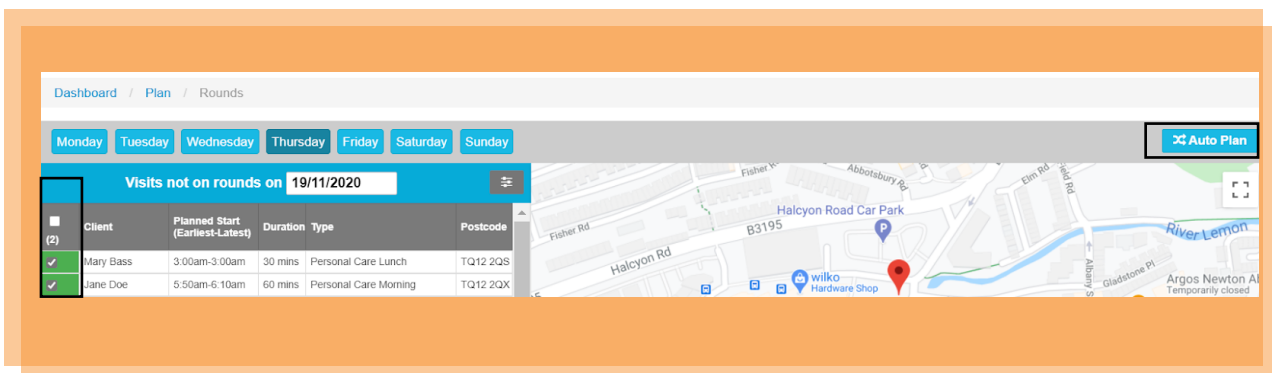 Dashboard / Plan / Rounds
Monday Tuesday Wednesday Thursday Friday Saturday Sunday
Auto Plan
Visits not on rounds on 19/11/2020
(2) Client Planned Start (Earliest-Latest) Duration Type Postcode
Mary Bass 3:00am-3:00am 30 mins Personal Care Lunch TQ12 2QS
Jane Doe 5:50am-6:10am 60 mins Personal Care Morning TQ12 2QX
Fisher Rd
Fisher
Abbotsbury Rd
Elm Rd
Halcyon Road Car Park
P
B3195
Halcyon Rd
River Lemon
Albany S
Gladstone Pl
wilko
Hardware Shop
Argos Newton Al
Temporarily closed